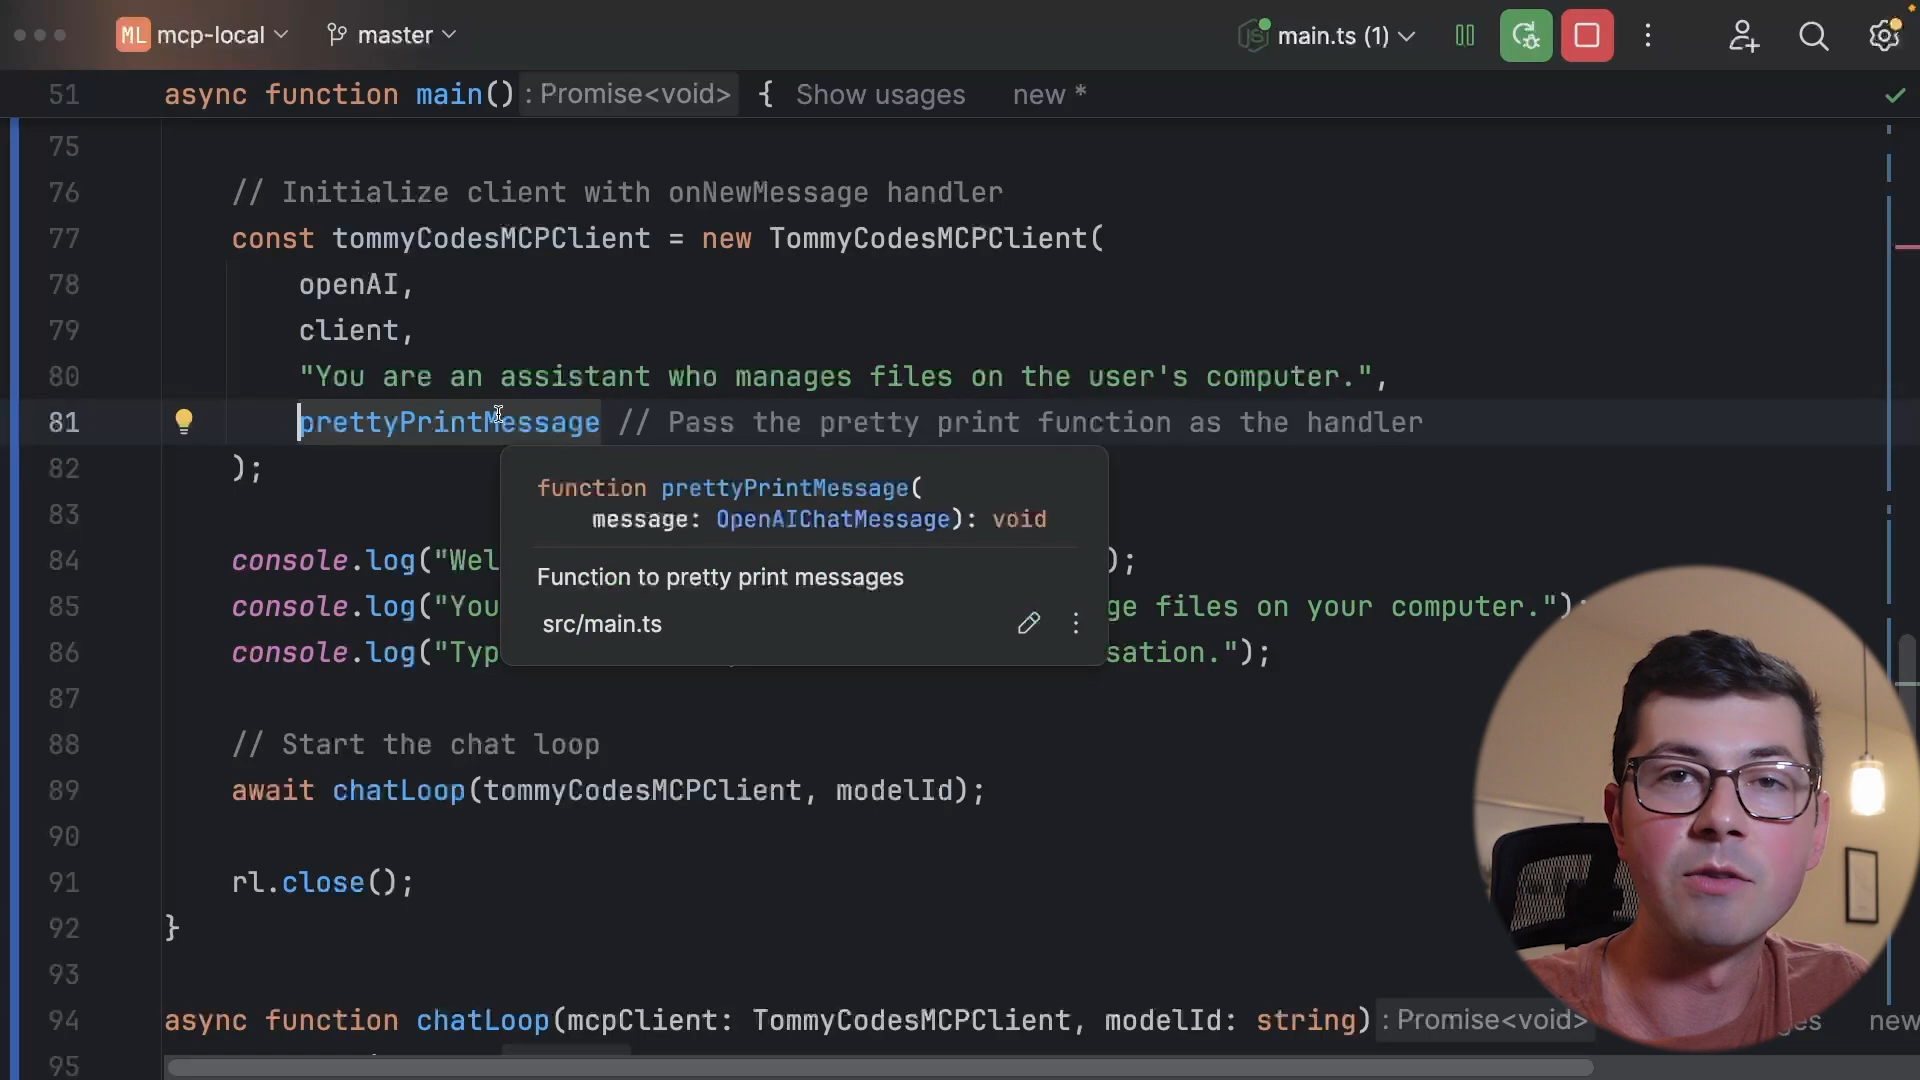 ML mcp-local master main.ts (1)
51 async function main() : Promise<void> { Show usages new *
75
76 // Initialize client with onNewMessage handler
77 const tommyCodesMCPClient = new TommyCodesMCPClient(
78 openAI,
79 client,
80 "You are an assistant who manages files on the user's computer.",
81 prettyPrintMessage // Pass the pretty print function as the handler
82 );
function prettyPrintMessage(
message: OpenAIChatMessage): void
Function to pretty print messages
src/main.ts
83
84 console.log("Wel );
85 console.log("You ge files on your computer.");
86 console.log("Typ sation.");
87
88 // Start the chat loop
89 await chatLoop(tommyCodesMCPClient, modelId);
90
91 rl.close();
92 }
93
94 async function chatLoop(mcpClient: TommyCodesMCPClient, modelId: string) : Promise<void> new
95